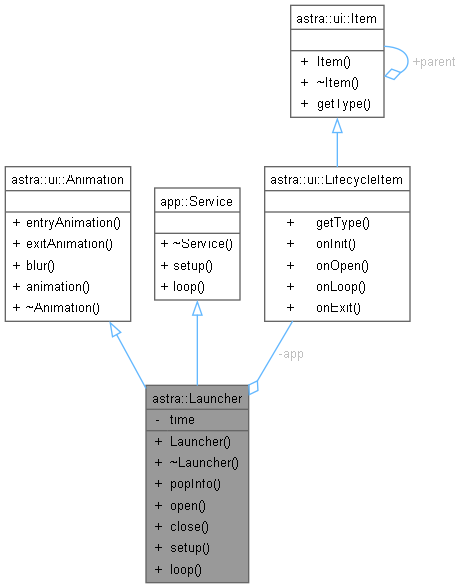 astra::ui::Item
+ Item()
+ ~Item()
+ getType()
+parent
astra::ui::Animation
+ entryAnimation()
+ exitAnimation()
+ blur()
+ animation()
+ ~Animation()
app::Service
+ ~Service()
+ setup()
+ loop()
astra::ui::LifecycleItem
+ getType()
+ onInit()
+ onOpen()
+ onLoop()
+ onExit()
-app
astra::Launcher
- time
+ Launcher()
+ ~Launcher()
+ popInfo()
+ open()
+ close()
+ setup()
+ loop()